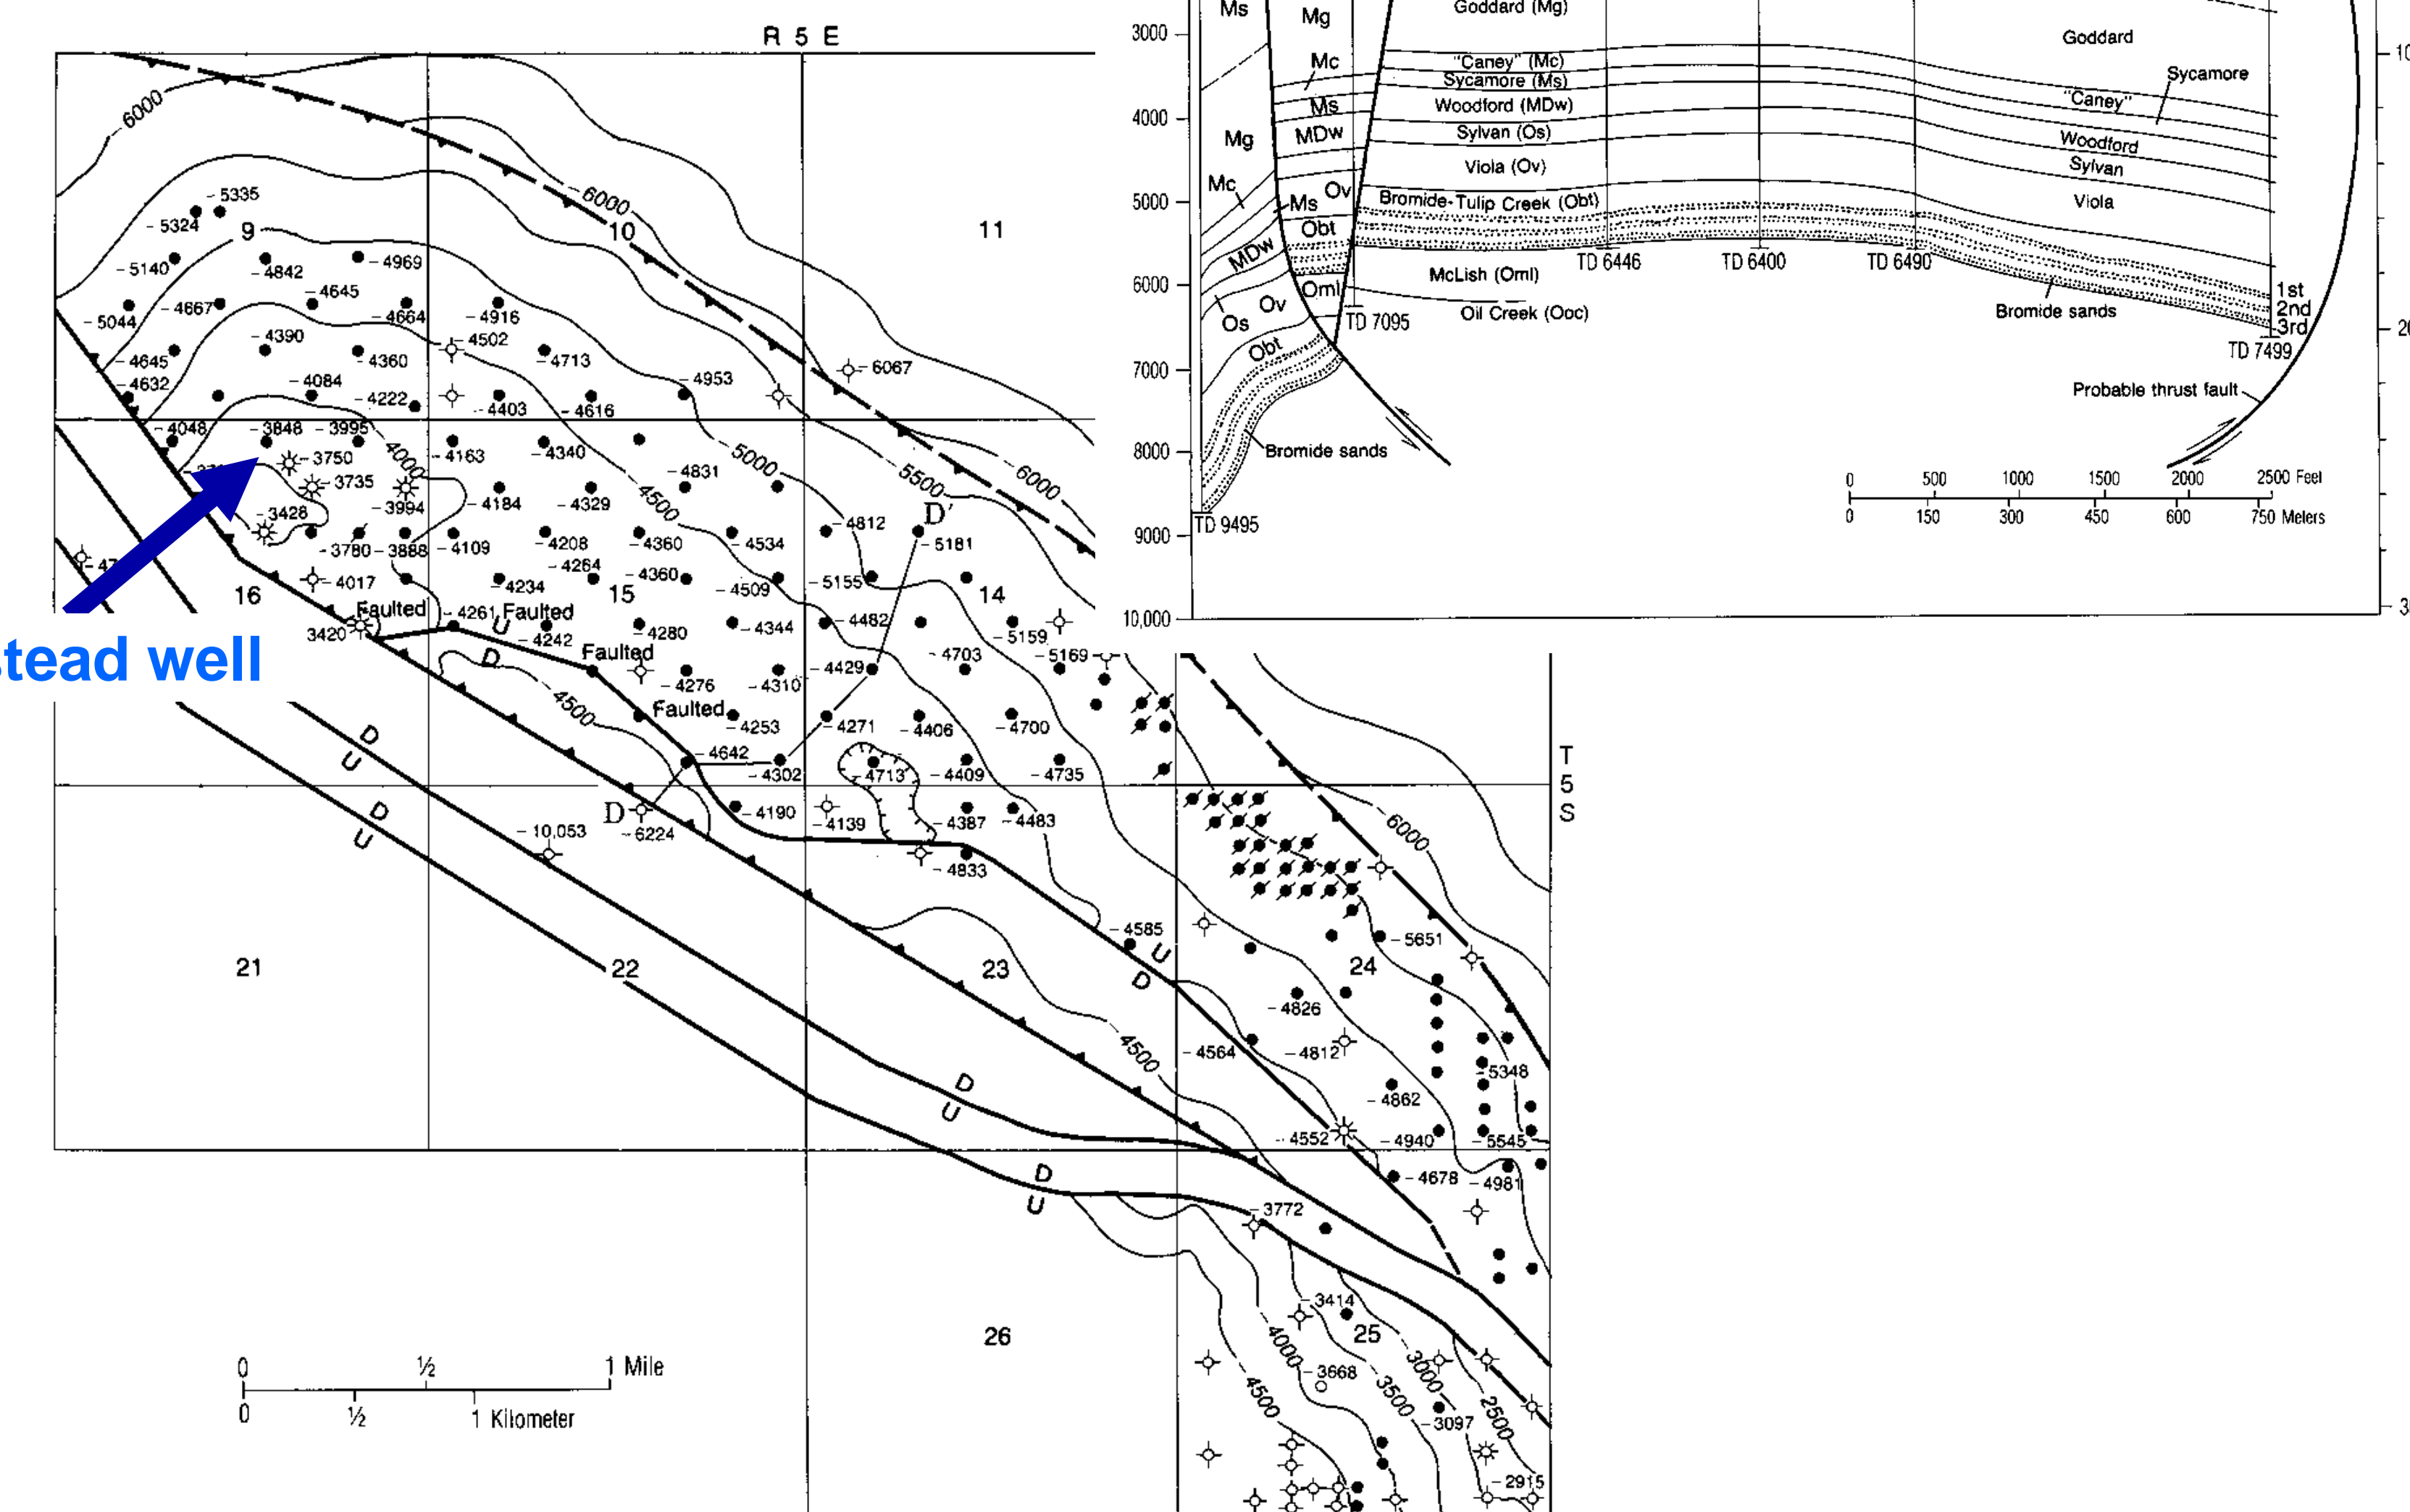 R 5 E
6000
- 5335
- 5324
9
- 5140
- 4842
- 4969
- 6000
10
11
- 4645
- 5044
- 4667
- 4664
- 4916
- 4390
- 4502
- 4645
- 4360
- 4713
- 6067
- 4632
- 4084
- 4953
- 4222
- 4403
- 4616
- 4048
- 3848
- 3995
- 4163
- 4340
- 3750
4000
- 4831
- 5000
- 5500
- 6000
- 3735
- 3994
- 4184
- 4329
4500
- 3428
- 4812
D'
- 3780
- 3888
- 4109
- 4208
- 4360
- 4534
- 5181
- 4017
- 4264
- 4360
- 4234
- 4509
- 5155
16
15
14
Faulted
- 4261
Faulted
3420
U
- 4242
- 4280
- 4344
- 4482
- 5159
D
Faulted
- 4276
- 4310
- 4429
- 4703
- 5169
stead well
- 4500
Faulted
- 4253
- 4271
- 4406
- 4700
D
U
- 4642
- 4302
- 4713
- 4409
- 4735
T
5
S
D
U
D
- 6224
- 4190
- 4139
- 4387
- 4483
- 10,053
- 4833
- 6000
- 4585
U
D
- 5651
21
22
23
24
- 4826
- 4500
- 4564
- 4812
- 5348
D
U
- 4862
- 4552
- 4940
- 5545
D
U
- 4678
- 4981
- 3772
- 3414
25
26
4000
- 3668
3000
3500
4500
- 3097
2500
- 2915
0
½
1 Mile
0
½
1 Kilometer
Ms
Mg
Goddard (Mg)
Goddard
3000
Mc
"Caney" (Mc)
Sycamore (Ms)
Sycamore
"Caney"
4000
Ms
Woodford (MDw)
Mg
MDw
Sylvan (Os)
Woodford
Sylvan
Viola (Ov)
Mc
Ov
5000
Ms
Bromide-Tulip Creek (Obt)
Viola
Obt
MDw
TD 6446
TD 6400
TD 6490
McLish (Oml)
6000
Oml
1st
2nd
3rd
Ov
Os
Oil Creek (Ooc)
Bromide sands
TD 7095
Obt
TD 7499
7000
Probable thrust fault
8000
Bromide sands
0
500
1000
1500
2000
2500 Feet
0
150
300
450
600
750 Meters
TD 9495
9000
10,000